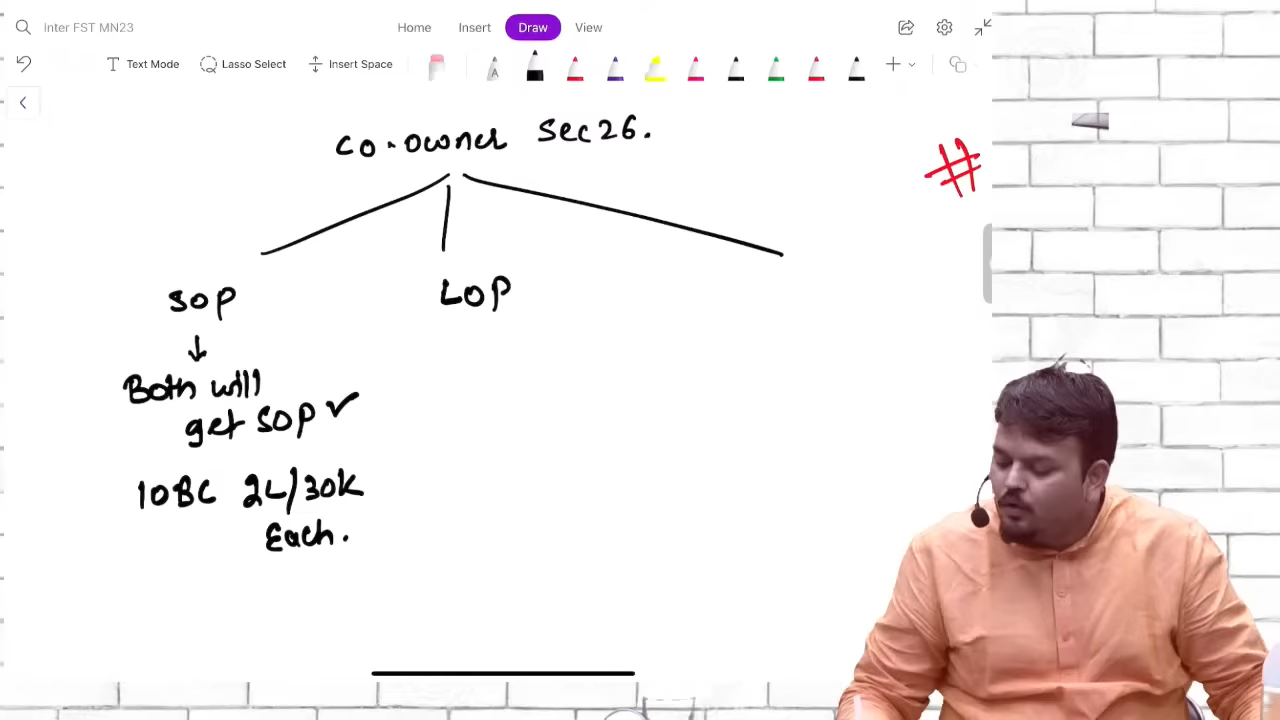 Inter FST MN23
Home
Insert
Draw
View
Text Mode
Lasso Select
Insert Space
A
Co-owner Sec 26.
SOP
LOP
Both will
get SOP ✓
IOBC 2L/30K
Each.
#